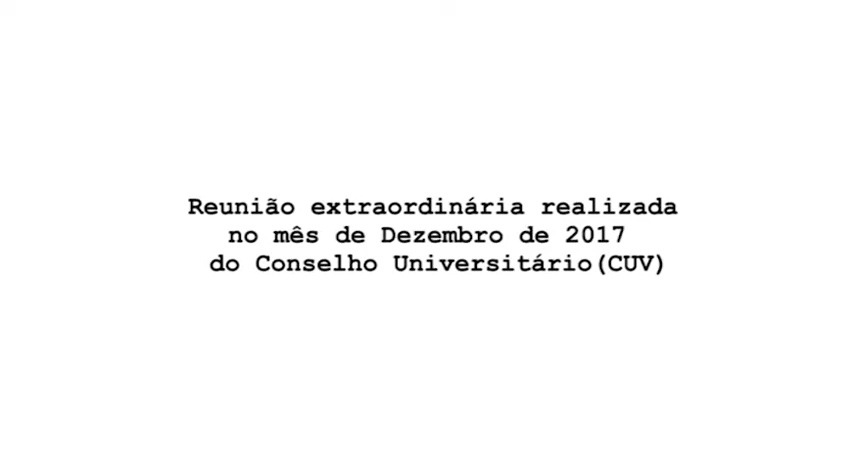 Reunião extraordinária realizada
no mês de Dezembro de 2017
do Conselho Universitário(CUV)